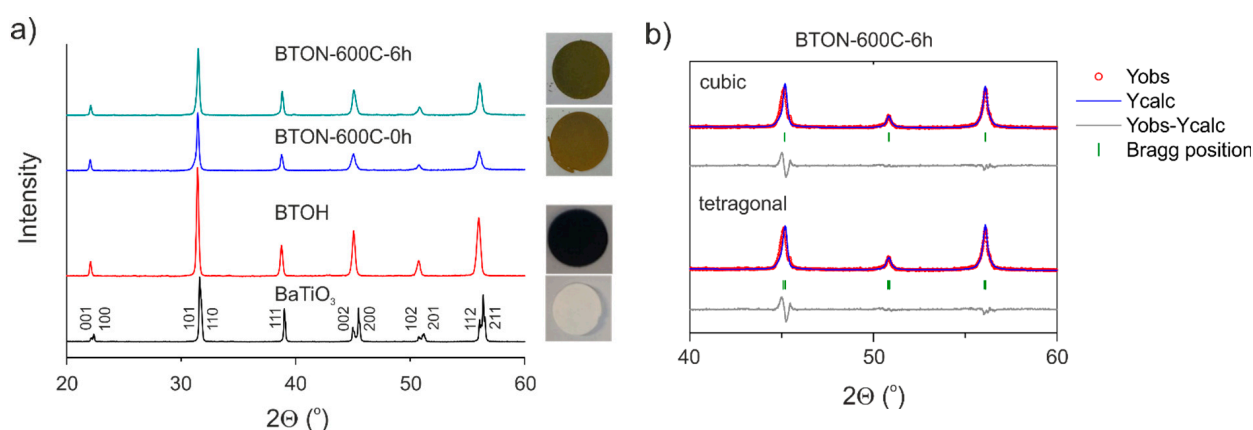 a)
BTON-600C-6h
BTON-600C-0h
BTOH
BaTiO3
001
100
101
110
111
002
200
102
201
112
211
Intensity
20
30
40
50
60
2Θ (°)
b)
BTON-600C-6h
cubic
tetragonal
40
50
60
2Θ (°)
Yobs
Ycalc
Yobs-Ycalc
Bragg position